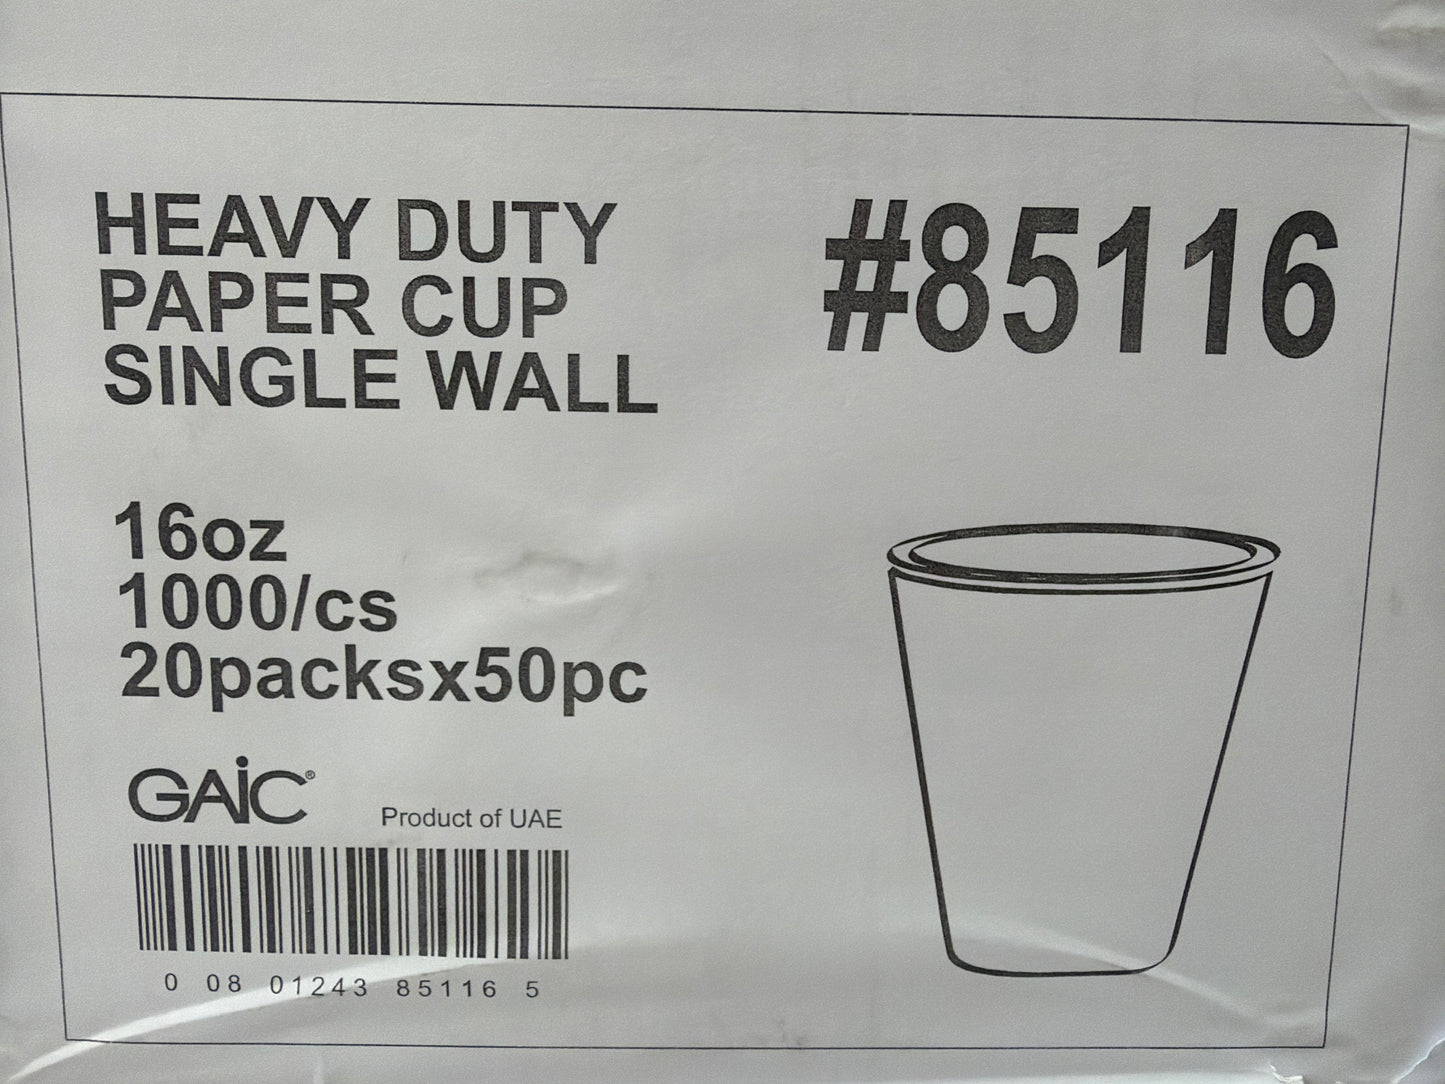 HEAVY DUTY
PAPER CUP
SINGLE WALL
#85116
16oz
1000/cs
20packsx50pc
GAiC®
Product of UAE
0 08 01243 85116 5